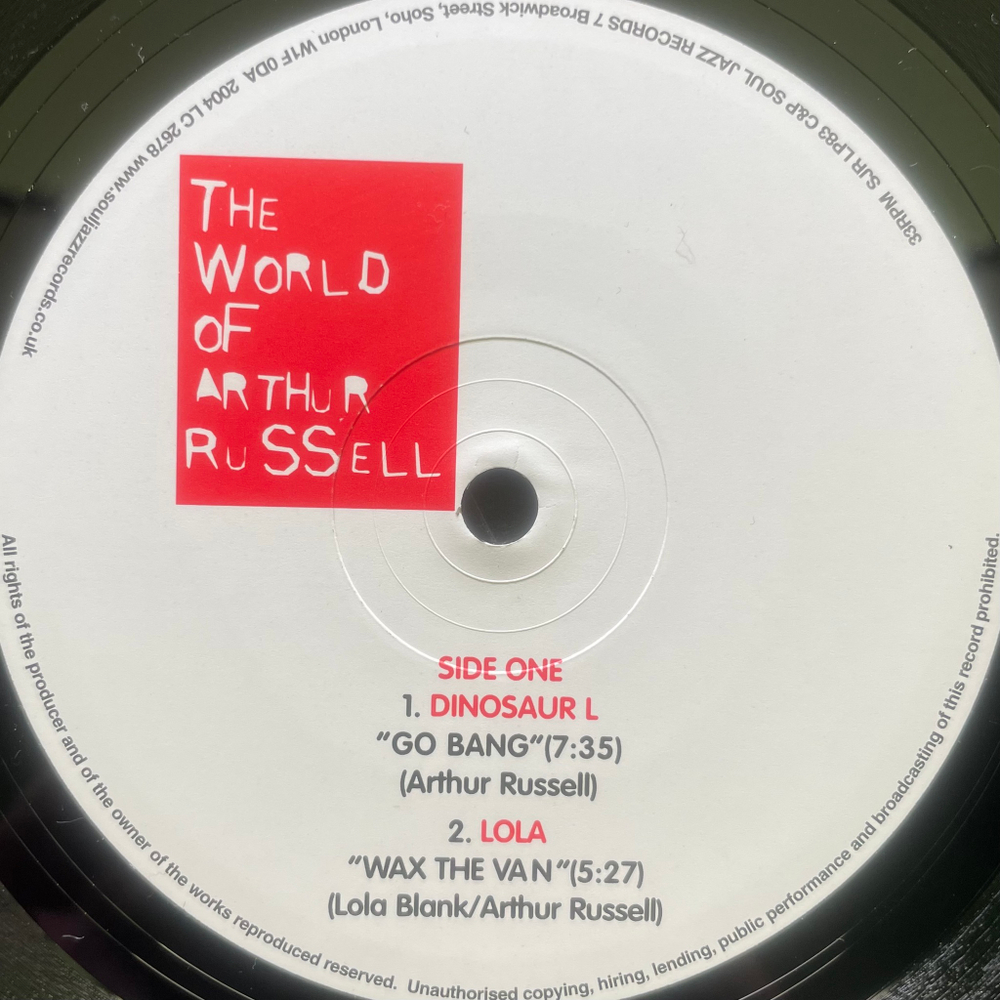 THE
WORLD
OF
ARTHUR
RUSSELL
SIDE ONE
1. DINOSAUR L
"GO BANG"(7:35)
(Arthur Russell)
2. LOLA
"WAX THE VAN"(5:27)
(Lola Blank/Arthur Russell)
All rights of the producer and of the owner of the works reproduced reserved. Unauthorised copying, hiring, lending, public performance and broadcasting of this record prohibited.
33RPM SJR LP83 C&P SOUL JAZZ RECORDS 7 Broadwick Street, Soho, London W1F 0DA 2004 LC 2678 www.souljazzrecords.co.uk